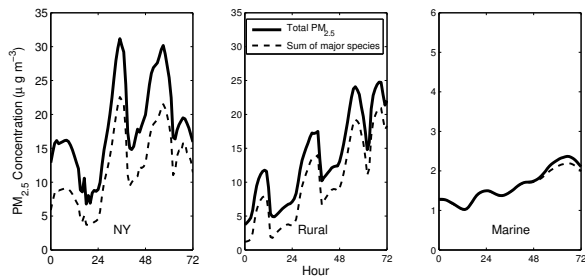 PM2.5 Concentration (μ g m−3)
35
30
25
20
15
10
5
0
0 24 48 72
NY
35
30
25
20
15
10
5
0
0 24 48 72
Total PM2.5
Sum of major species
Rural
Hour
6
5
4
3
2
1
0
0 24 48 72
Marine